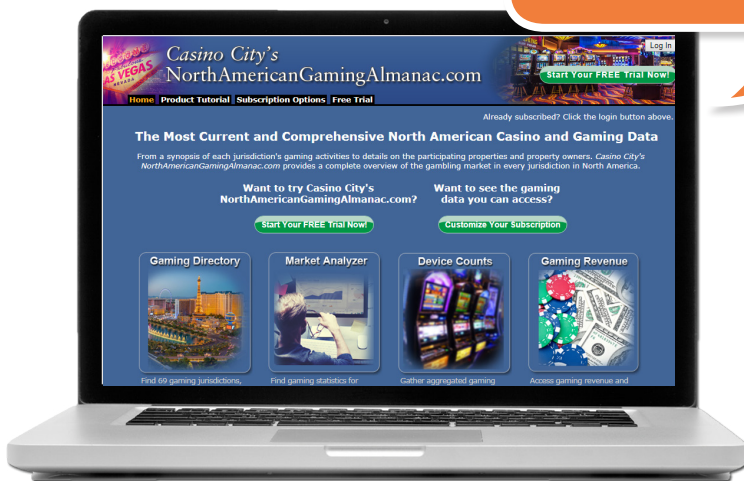 Casino City's
NorthAmericanGamingAlmanac.com
Log In
Start Your FREE Trial Now!
AS VEGAS
NEVADA
Home Product Tutorial Subscription Options Free Trial
Already subscribed? Click the login button above.
The Most Current and Comprehensive North American Casino and Gaming Data
From a synopsis of each jurisdiction's gaming activities to details on the participating properties and property owners. Casino City's
NorthAmericanGamingAlmanac.com provides a complete overview of the gambling market in every jurisdiction in North America.
Want to try Casino City's
NorthAmericanGamingAlmanac.com?
Start Your FREE Trial Now!
Want to see the gaming
data you can access?
Customize Your Subscription
Gaming Directory
Find 69 gaming jurisdictions,
Market Analyzer
Find gaming statistics for
Device Counts
Gather aggregated gaming
Gaming Revenue
Access gaming revenue and